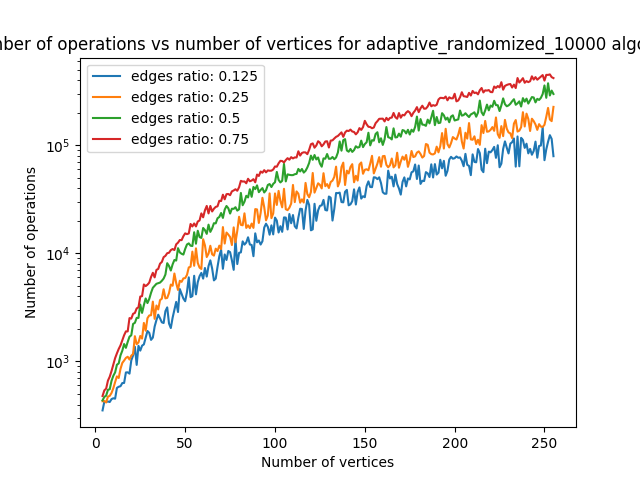 of operations vs number of vertices for adaptive_randomized_10000
edges ratio: 0.125
edges ratio: 0.25
edges ratio: 0.5
edges ratio: 0.75
Number of operations
10^5
10^4
10^3
0 50 100 150 200 250
Number of vertices